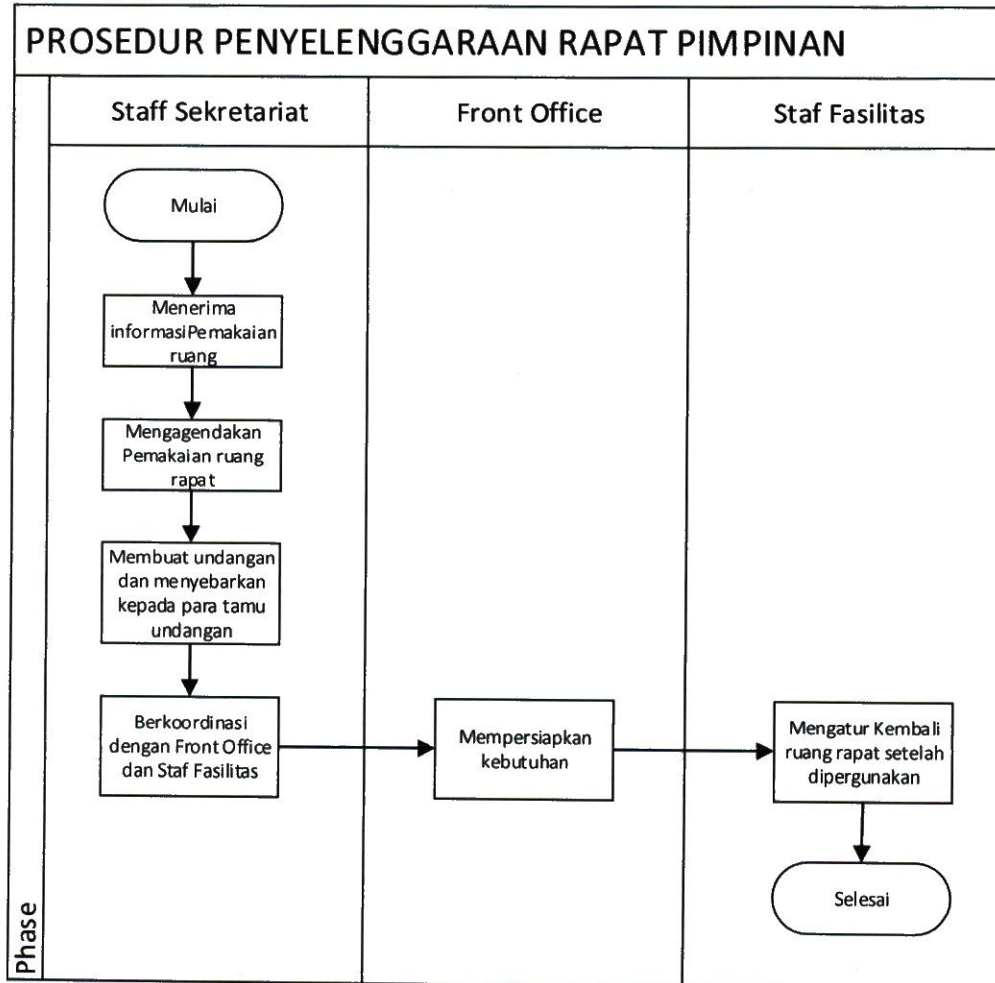 PROSEDUR PENYELENGGARAAN RAPAT PIMPINAN
Staff Sekretariat
Front Office
Staf Fasilitas
Mulai
Menerima
informasiPemakaian
ruang
Mengagendakan
Pemakaian ruang
rapat
Membuat undangan
dan menyebarkan
kepada para tamu
undangan
Berkoordinasi
dengan Front Office
dan Staf Fasilitas
Mempersiapkan
kebutuhan
Mengatur Kembali
ruang rapat setelah
dipergunakan
Selesai
Phase